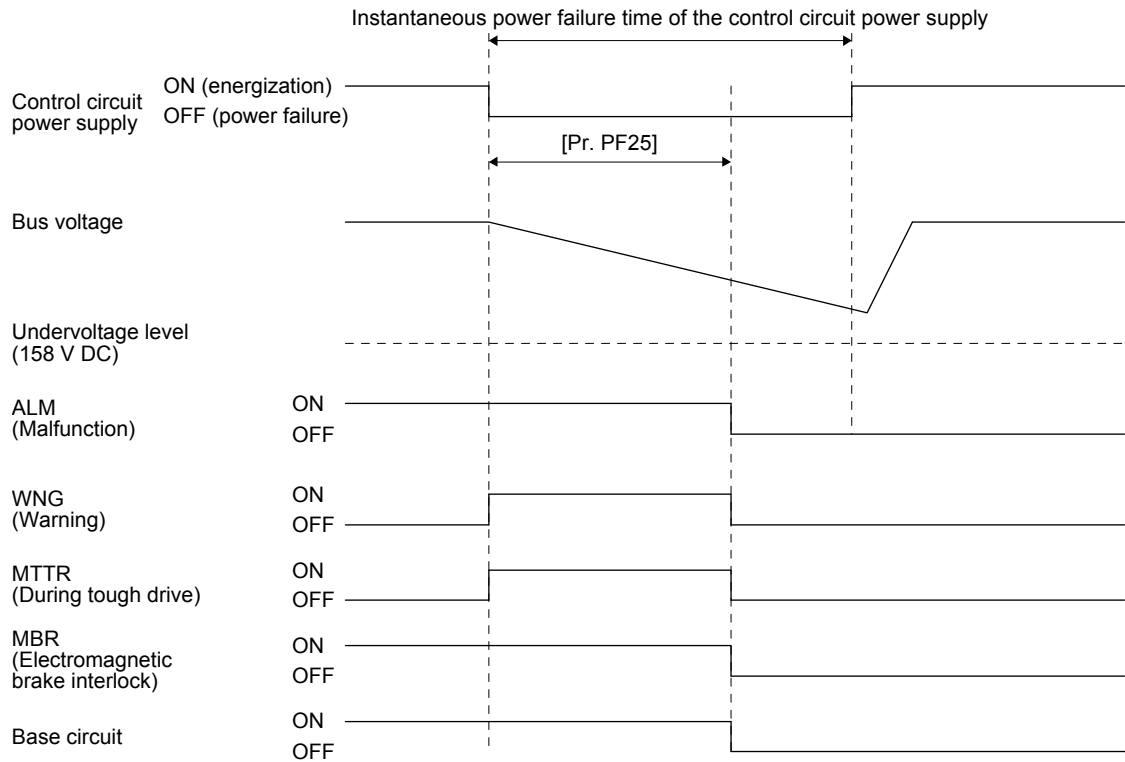 Instantaneous power failure time of the control circuit power supply
Control circuit
power supply
ON (energization)
OFF (power failure)
[Pr. PF25]
Bus voltage
Undervoltage level
(158 V DC)
ALM
(Malfunction)
ON
OFF
WNG
(Warning)
ON
OFF
MTTR
(During tough drive)
ON
OFF
MBR
(Electromagnetic
brake interlock)
ON
OFF
Base circuit
ON
OFF